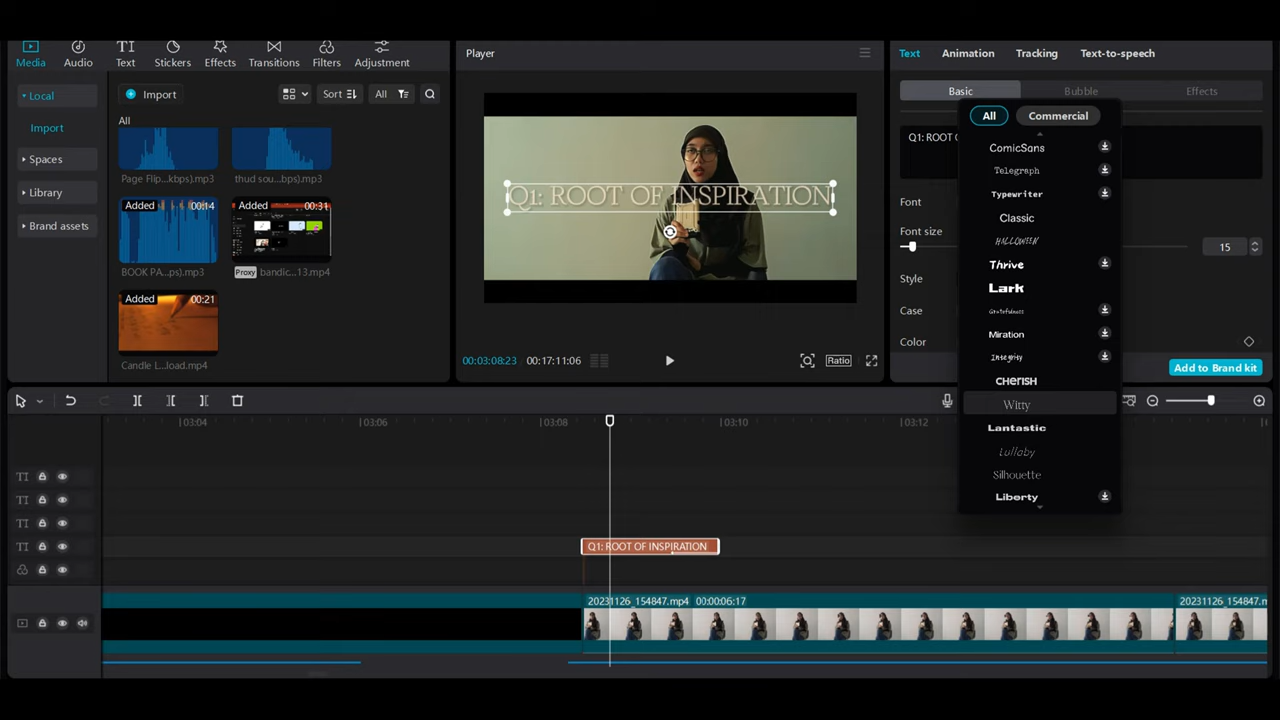 Media
Audio
Text
Stickers
Effects
Transitions
Filters
Adjustment
Local
Import
Spaces
Library
Brand assets
Import
Sort
All
All
Page Flip...kbps).mp3
thud sou...bps).mp3
Added 00:14
Added 00:31
BOOK PA...ps).mp3
Proxy bandic...13.mp4
Added 00:21
Candle L...load.mp4
Player
Q1: ROOT OF INSPIRATION
00:03:08:23 00:17:11:06
Ratio
Text Animation Tracking Text-to-speech
Basic Bubble Effects
Q1: ROOT
Font
Font size
15
Style
Case
Color
Add to Brand kit
All Commercial
ComicSans
Telegraph
Typewriter
Classic
HALLOWEEN
Thrive
Lark
Gratefulness
Miration
Integrity
CHERISH
Witty
Lantastic
Lullaby
Silhouette
Liberty
03:04 03:06 03:08 03:10 03:12
Q1: ROOT OF INSPIRATION
20231126_154847.mp4 00:00:06:17
20231126_154847.m